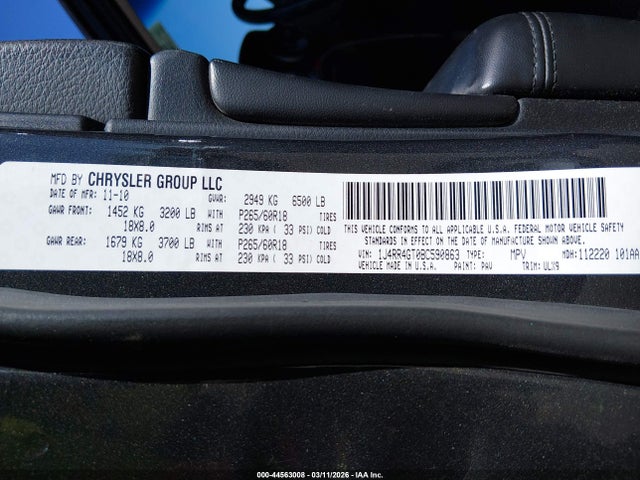 MFD BY CHRYSLER GROUP LLC
DATE OF MFR: 11-10 GVWR: 2949 KG 6500 LB
GAWR FRONT: 1452 KG 3200 LB WITH P265/60R18 TIRES
18X8.0 RIMS AT 230 KPA ( 33 PSI) COLD
GAWR REAR: 1679 KG 3700 LB WITH P265/60R18 TIRES
18X8.0 RIMS AT 230 KPA ( 33 PSI) COLD
THIS VEHICLE CONFORMS TO ALL APPLICABLE U.S.A. FEDERAL MOTOR VEHICLE SAFETY
STANDARDS IN EFFECT ON THE DATE OF MANUFACTURE SHOWN ABOVE.
VIN: 1J4RR4GT0BC590863 TYPE: MPV MDH: 112220 101AA
VEHICLE MADE IN U.S.A. PAINT: PAV TRIM: ULX9
000-44563008 | 03/11/2026 | IAA Inc.